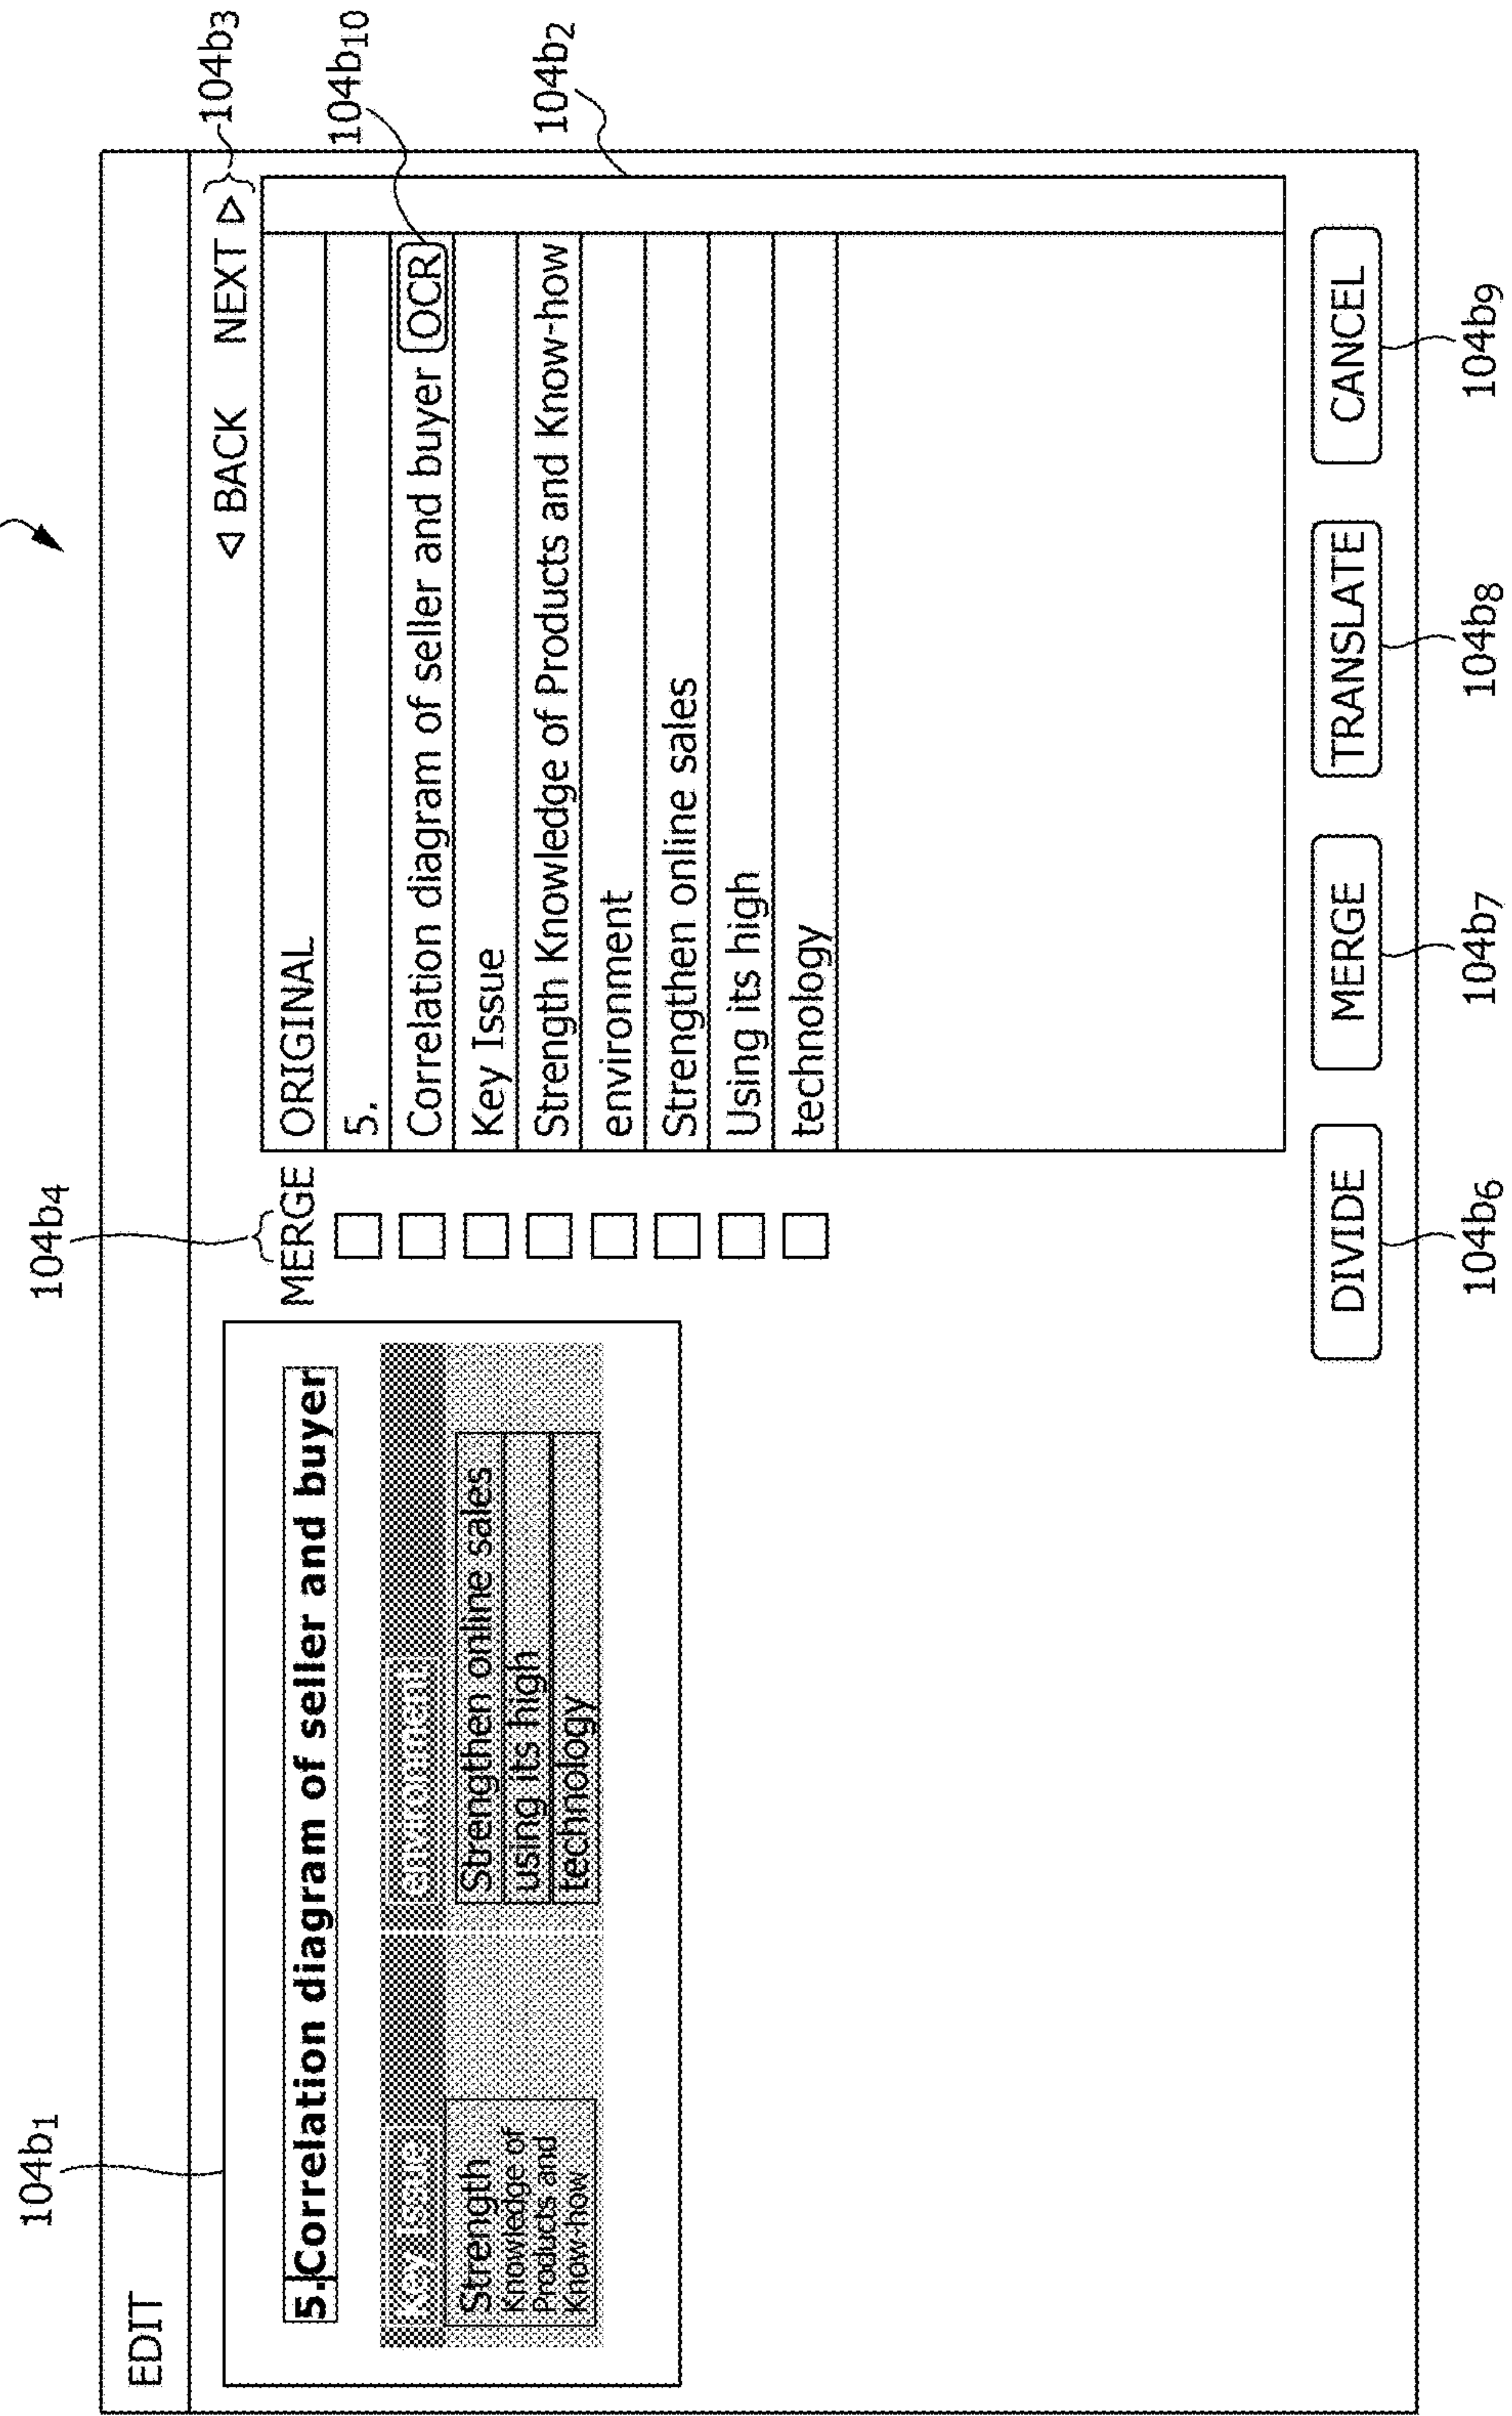 EDIT
104b1
104b4
104b3
◁ BACK NEXT ▷
104b10
104b2
5. Correlation diagram of seller and buyer
Key Issue environment
Strength
Knowledge of
Products and
Know-how
Strengthen online sales
using its high
technology
MERGE ORIGINAL
5.
Correlation diagram of seller and buyer OCR
Key Issue
Strength Knowledge of Products and Know-how
environment
Strengthen online sales
Using its high
technology
DIVIDE MERGE TRANSLATE CANCEL
104b6 104b7 104b8 104b9